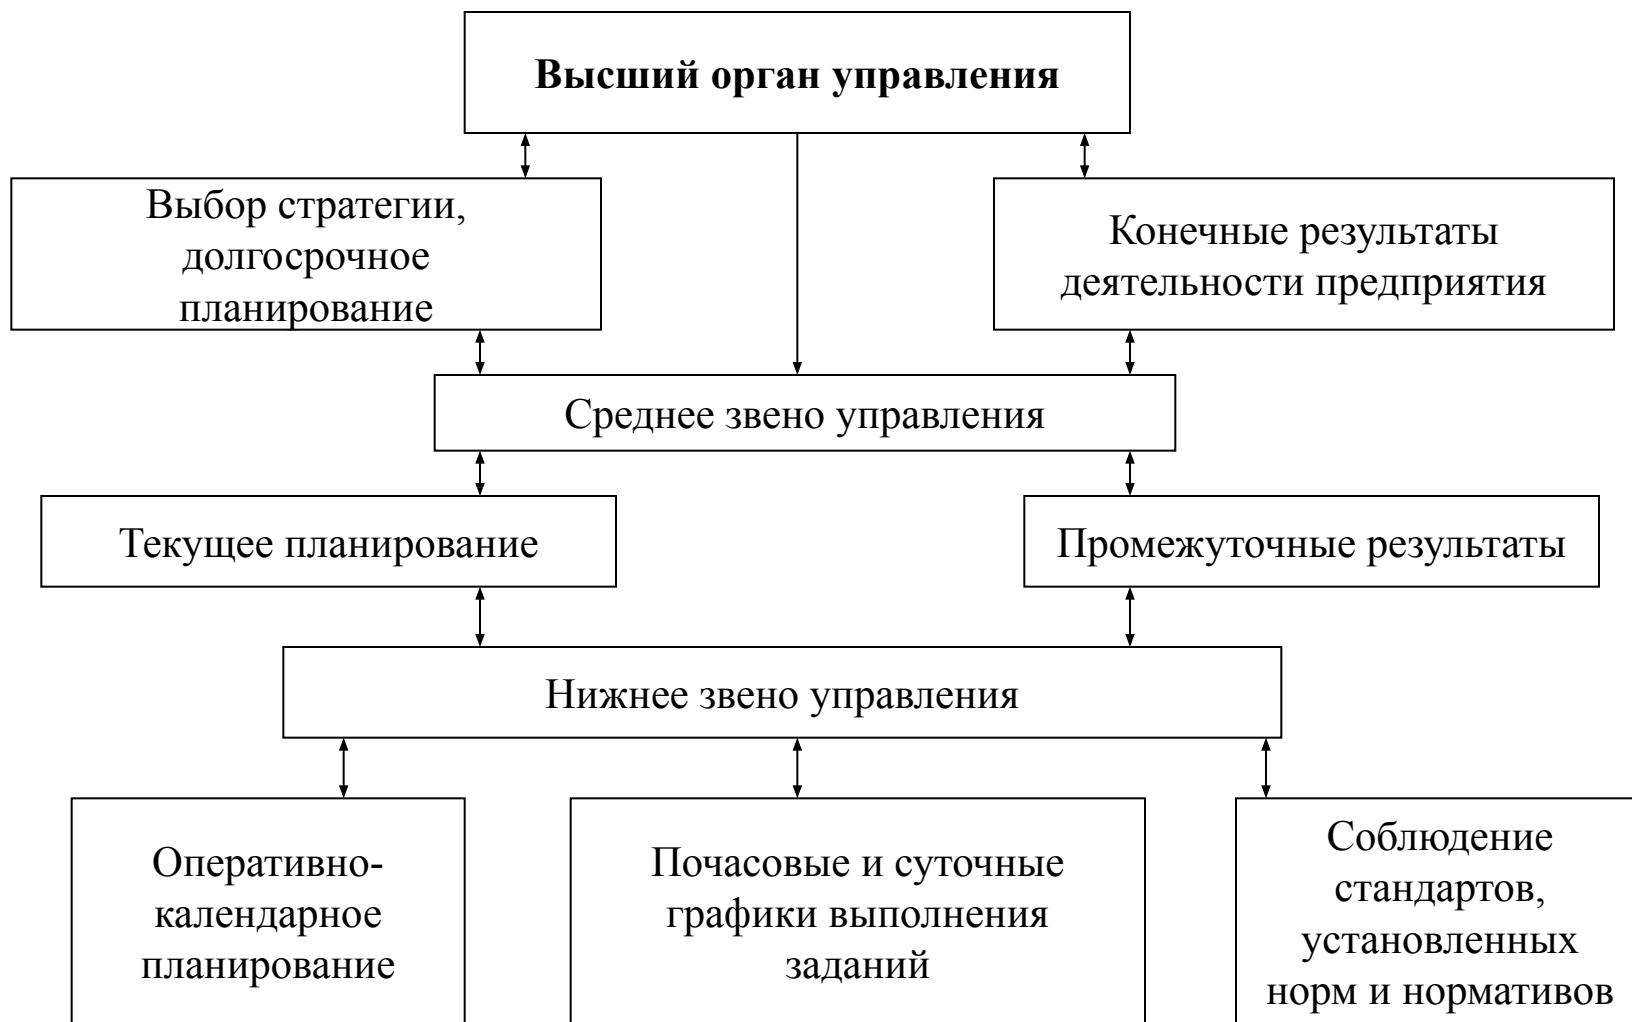 Высший орган управления
Выбор стратегии,
долгосрочное
планирование
Конечные результаты
деятельности предприятия
Среднее звено управления
Текущее планирование
Промежуточные результаты
Нижнее звено управления
Оперативно-
календарное
планирование
Почасовые и суточные
графики выполнения
заданий
Соблюдение
стандартов,
установленных
норм и нормативов